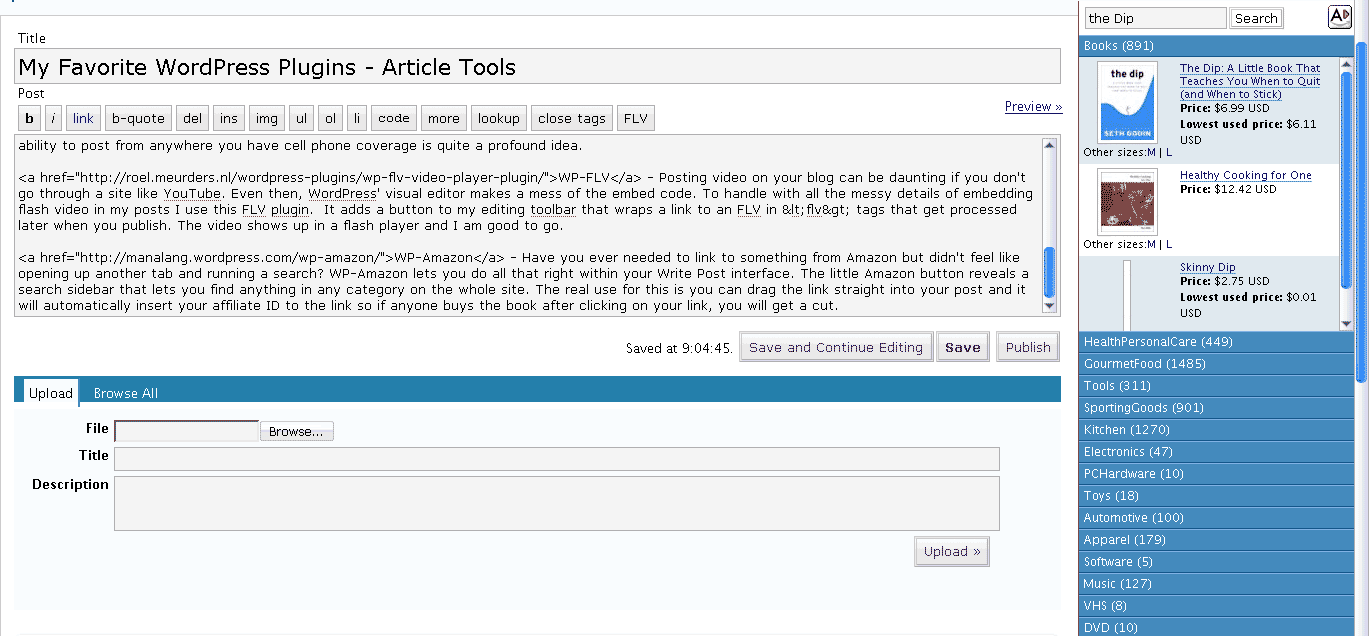 Title
My Favorite WordPress Plugins - Article Tools
Post
b i link b-quote del ins img ul ol li code more lookup close tags FLV
Preview »
ability to post from anywhere you have cell phone coverage is quite a profound idea.
<a href="http://roel.meurders.nl/wordpress-plugins/wp-flv-video-player-plugin/">WP-FLV</a> - Posting video on your blog can be daunting if you don't
go through a site like YouTube. Even then, WordPress' visual editor makes a mess of the embed code. To handle with all the messy details of embedding
flash video in my posts I use this FLV plugin.  It adds a button to my editing toolbar that wraps a link to an FLV in &lt;flv&gt; tags that get processed
later when you publish. The video shows up in a flash player and I am good to go.
<a href="http://manalang.wordpress.com/wp-amazon/">WP-Amazon</a> - Have you ever needed to link to something from Amazon but didn't feel like
opening up another tab and running a search? WP-Amazon lets you do all that right within your Write Post interface. The little Amazon button reveals a
search sidebar that lets you find anything in any category on the whole site. The real use for this is you can drag the link straight into your post and it
will automatically insert your affiliate ID to the link so if anyone buys the book after clicking on your link, you will get a cut.
Saved at 9:04:45. Save and Continue Editing Save Publish
Upload Browse All
File Browse...
Title
Description
Upload »
the Dip Search A
Books (891)
the dip
SETH GODIN
The Dip: A Little Book That
Teaches You When to Quit
(and When to Stick)
Price: $6.99 USD
Lowest used price: $6.11
USD
Other sizes:M | L
Healthy Cooking for One
Price: $12.42 USD
Other sizes:M | L
Skinny Dip
Price: $2.75 USD
Lowest used price: $0.01
USD
HealthPersonalCare (449)
GourmetFood (1485)
Tools (311)
SportingGoods (901)
Kitchen (1270)
Electronics (47)
PCHardware (10)
Toys (18)
Automotive (100)
Apparel (179)
Software (5)
Music (127)
VHS (8)
DVD (10)